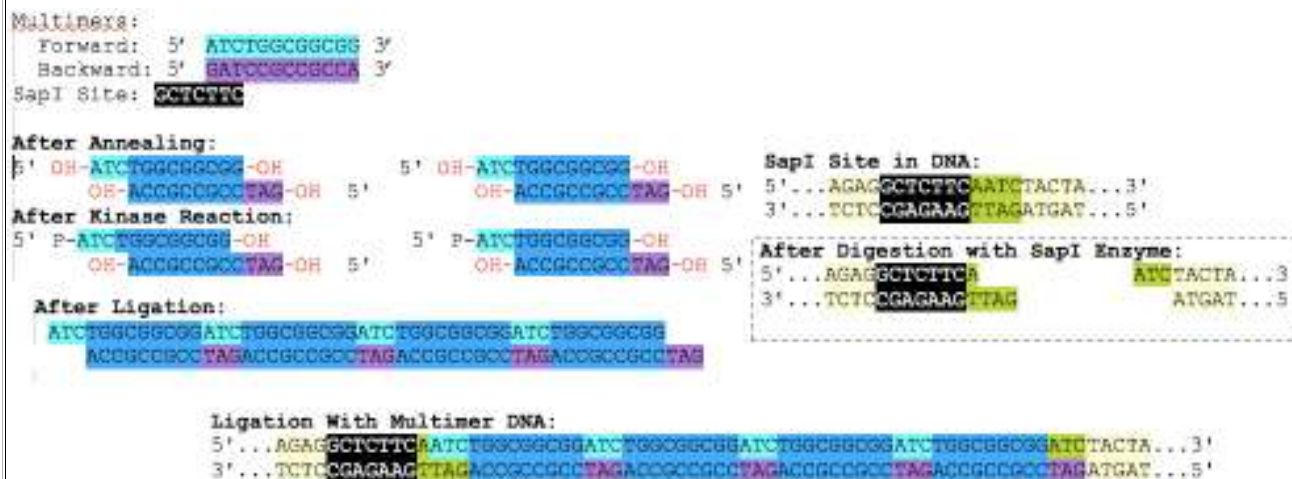 Multimers:
Forward: 5' ATCTGGCGGCGG 3'
Backward: 5' GATCCGCCGCCA 3'
SapI Site: GCTCTTC
After Annealing:
5' OH-ATCTGGCGGCGG-OH 5' OH-ATCTGGCGGCGG-OH
OH-ACCGCCGCCTAG-OH 5' OH-ACCGCCGCCTAG-OH 5'
After Kinase Reaction:
5' P-ATCTGGCGGCGG-OH 5' P-ATCTGGCGGCGG-OH
OH-ACCGCCGCCTAG-OH 5' OH-ACCGCCGCCTAG-OH 5'
After Ligation:
ATCTGGCGGCGGATCTGGCGGCGGATCTGGCGGCGGATCTGGCGGCGG
ACCGCCGCCTAGACCGCCGCCTAGACCGCCGCCTAGACCGCCGCCTAG
SapI Site in DNA:
5'...AGAGGCTCTTCAATCTACTA...3'
3'...TCTCCGAGAAGTTAGATGAT...5'
After Digestion with SapI Enzyme:
5'...AGAGGCTCTTCA ATCTACTA...3
3'...TCTCCGAGAAGTTAG ATGAT...5
Ligation With Multimer DNA:
5'...AGAGGCTCTTCAATCTGGCGGCGGATCTGGCGGCGGATCTGGCGGCGGATCTGGCGGCGGATCTACTA...3'
3'...TCTCCGAGAAGTTAGACCGCCGCCTAGACCGCCGCCTAGACCGCCGCCTAGACCGCCGCCTAGATGAT...5'